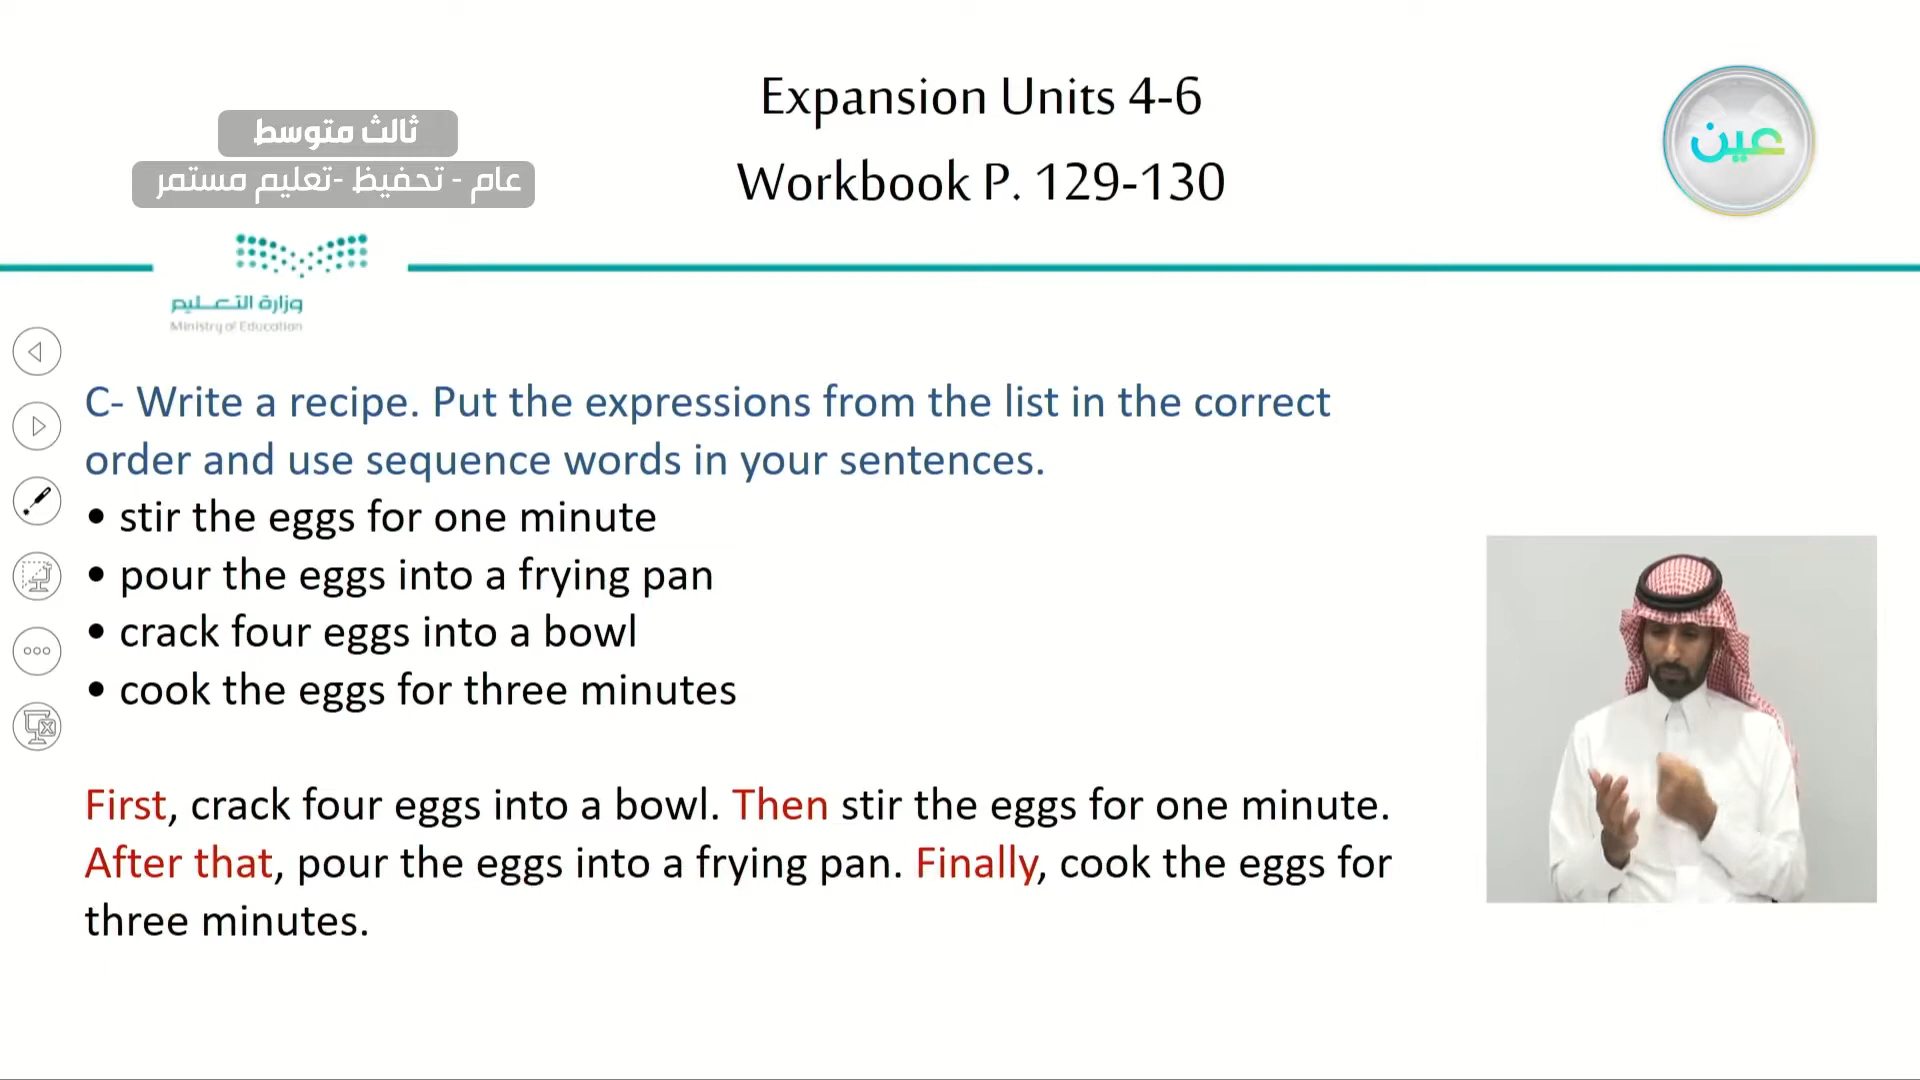 Expansion Units 4-6
Workbook P. 129-130
ثالث متوسط
عام - تحفيظ -تعليم مستمر
عين
وزارة التعليم
Ministry of Education
C- Write a recipe. Put the expressions from the list in the correct
order and use sequence words in your sentences.
• stir the eggs for one minute
• pour the eggs into a frying pan
• crack four eggs into a bowl
• cook the eggs for three minutes
First, crack four eggs into a bowl. Then stir the eggs for one minute.
After that, pour the eggs into a frying pan. Finally, cook the eggs for
three minutes.